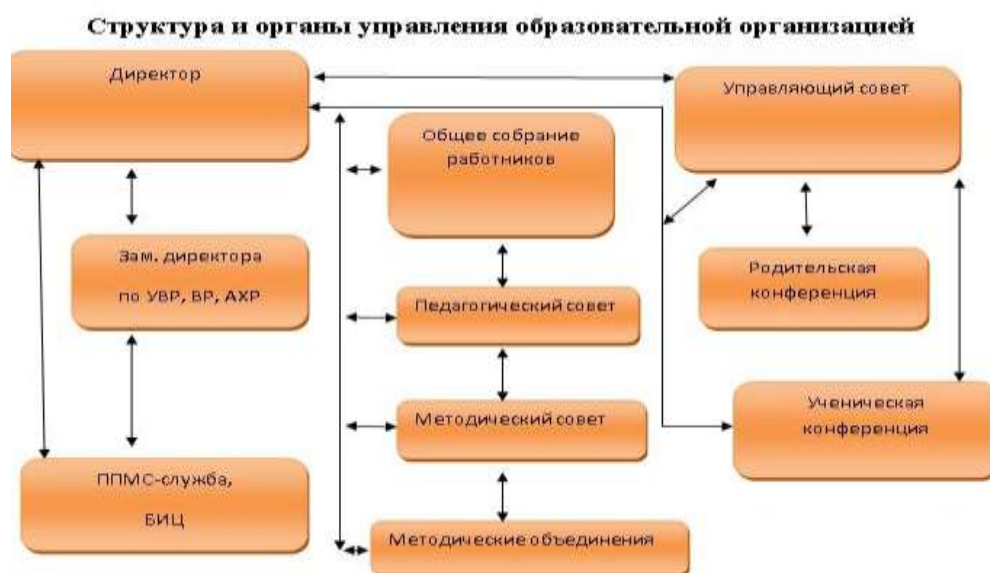 Структура и органы управления образовательной организацией
Директор
Управляющий совет
Общее собрание
работников
Зам. директора
по УВР, ВР, АХР
Родительская
конференция
Педагогический совет
Методический совет
Ученическая
конференция
ППМС-служба,
БИЦ
Методические объединения